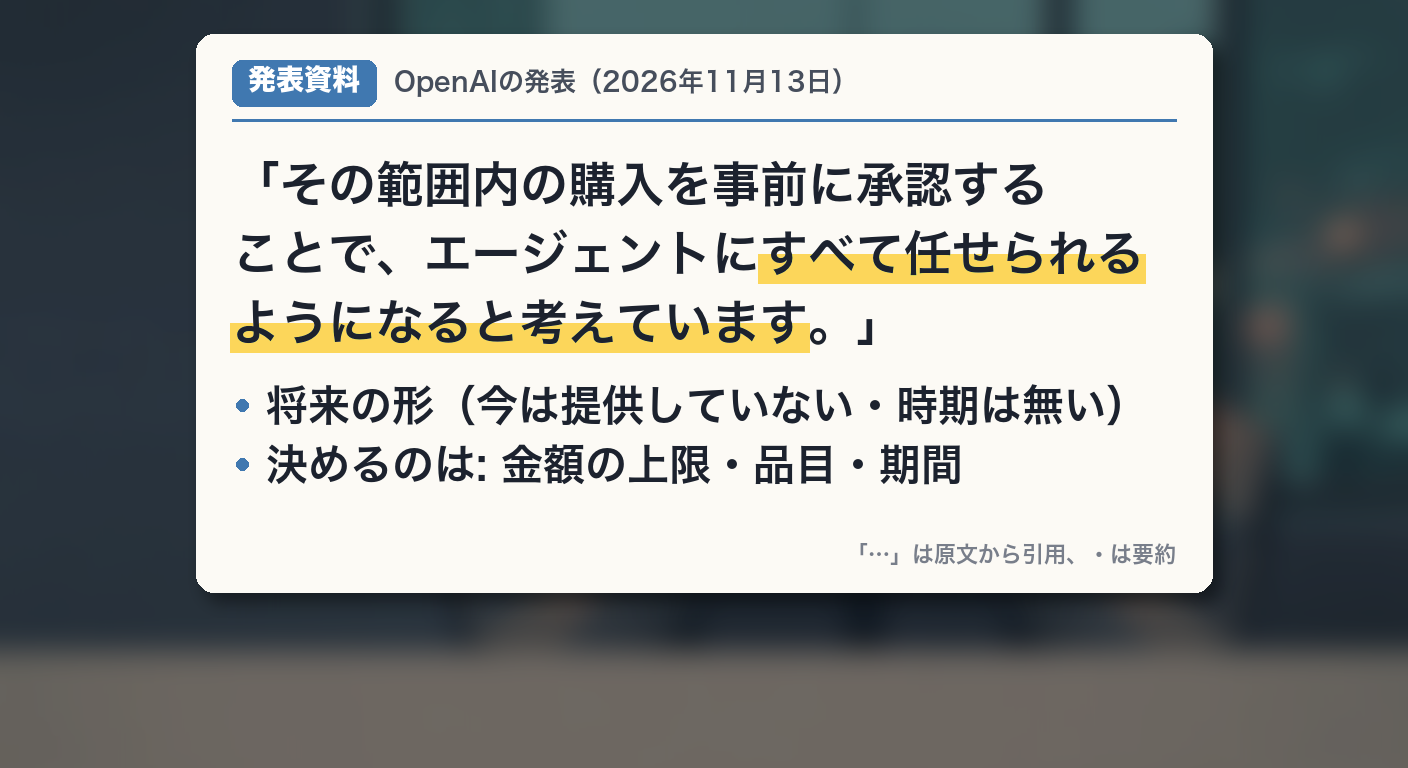 発表資料 OpenAIの発表（2026年11月13日）
「その範囲内の購入を事前に承認する
ことで、エージェントにすべて任せられる
ようになると考えています。」
• 将来の形（今は提供していない・時期は無い）
• 決めるのは: 金額の上限・品目・期間
「…」は原文から引用、・は要約